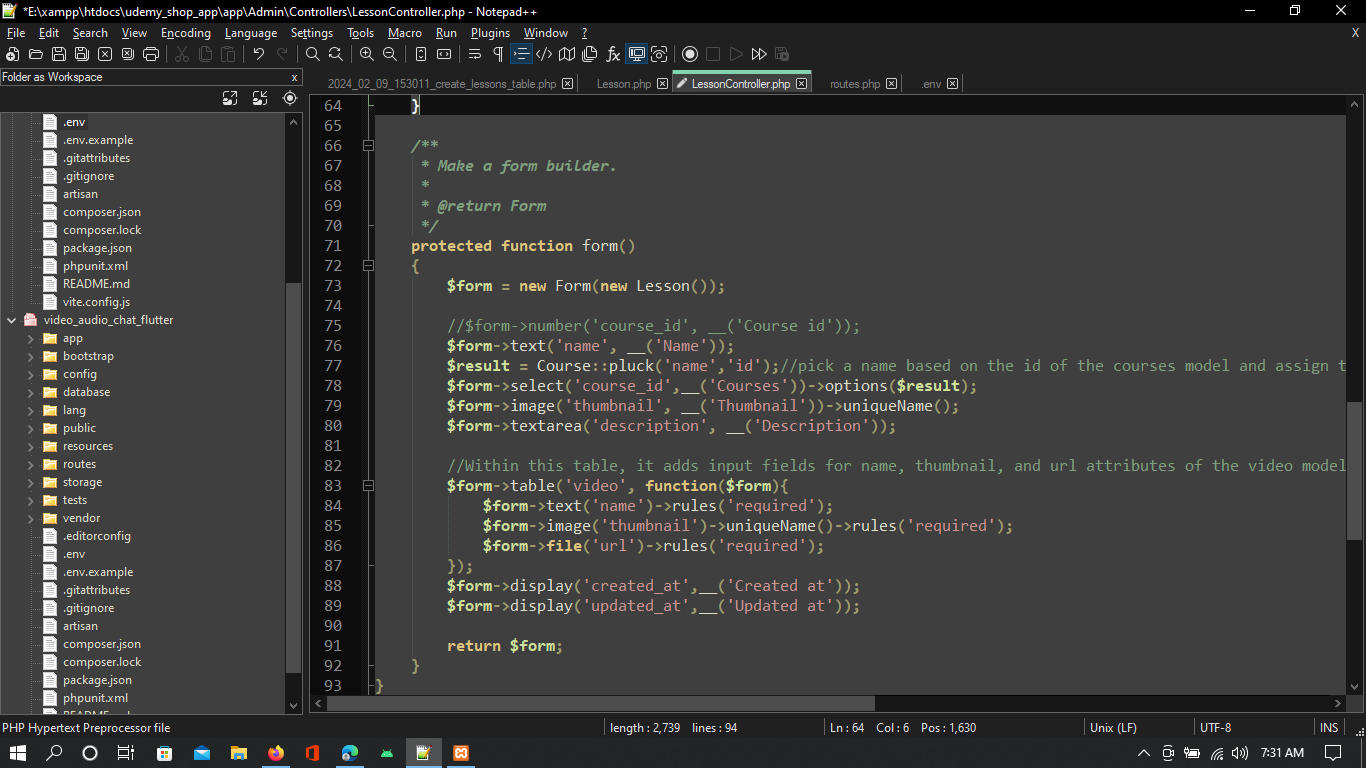 *E:\xampp\htdocs\udemy_shop_app\app\Admin\Controllers\LessonController.php - Notepad++
File Edit Search View Encoding Language Settings Tools Macro Run Plugins Window ? X
Folder as Workspace x
2024_02_09_153011_create_lessons_table.php Lesson.php LessonController.php routes.php .env
.env
.env.example
.gitattributes
.gitignore
artisan
composer.json
composer.lock
package.json
phpunit.xml
README.md
vite.config.js
video_audio_chat_flutter
app
bootstrap
config
database
lang
public
resources
routes
storage
tests
vendor
.editorconfig
.env
.env.example
.gitattributes
.gitignore
artisan
composer.json
composer.lock
package.json
phpunit.xml
64 }
65
66 /**
67 * Make a form builder.
68 *
69 * @return Form
70 */
71 protected function form()
72 {
73 $form = new Form(new Lesson());
74
75 //$form->number('course_id', __('Course id'));
76 $form->text('name', __('Name'));
77 $result = Course::pluck('name','id');//pick a name based on the id of the courses model and assign t
78 $form->select('course_id',__('Courses'))->options($result);
79 $form->image('thumbnail', __('Thumbnail'))->uniqueName();
80 $form->textarea('description', __('Description'));
81
82 //Within this table, it adds input fields for name, thumbnail, and url attributes of the video model
83 $form->table('video', function($form){
84 $form->text('name')->rules('required');
85 $form->image('thumbnail')->uniqueName()->rules('required');
86 $form->file('url')->rules('required');
87 });
88 $form->display('created_at',__('Created at'));
89 $form->display('updated_at',__('Updated at'));
90
91 return $form;
92 }
93 }
PHP Hypertext Preprocessor file length : 2,739 lines : 94 Ln : 64 Col : 6 Pos : 1,630 Unix (LF) UTF-8 INS
7:31 AM